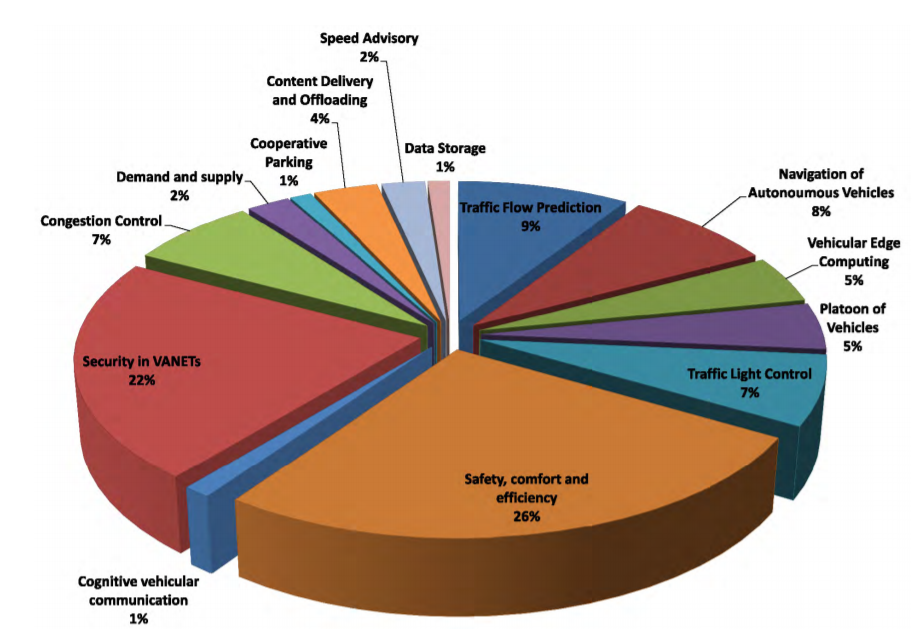 Speed Advisory
2%
Content Delivery
and Offloading
4%
Cooperative
Parking
1%
Data Storage
1%
Demand and supply
2%
Congestion Control
7%
Traffic Flow Prediction
9%
Navigation of
Autonoumous Vehicles
8%
Vehicular Edge
Computing
5%
Platoon of
Vehicles
5%
Traffic Light Control
7%
Security in VANETs
22%
Safety, comfort and
efficiency
26%
Cognitive vehicular
communication
1%